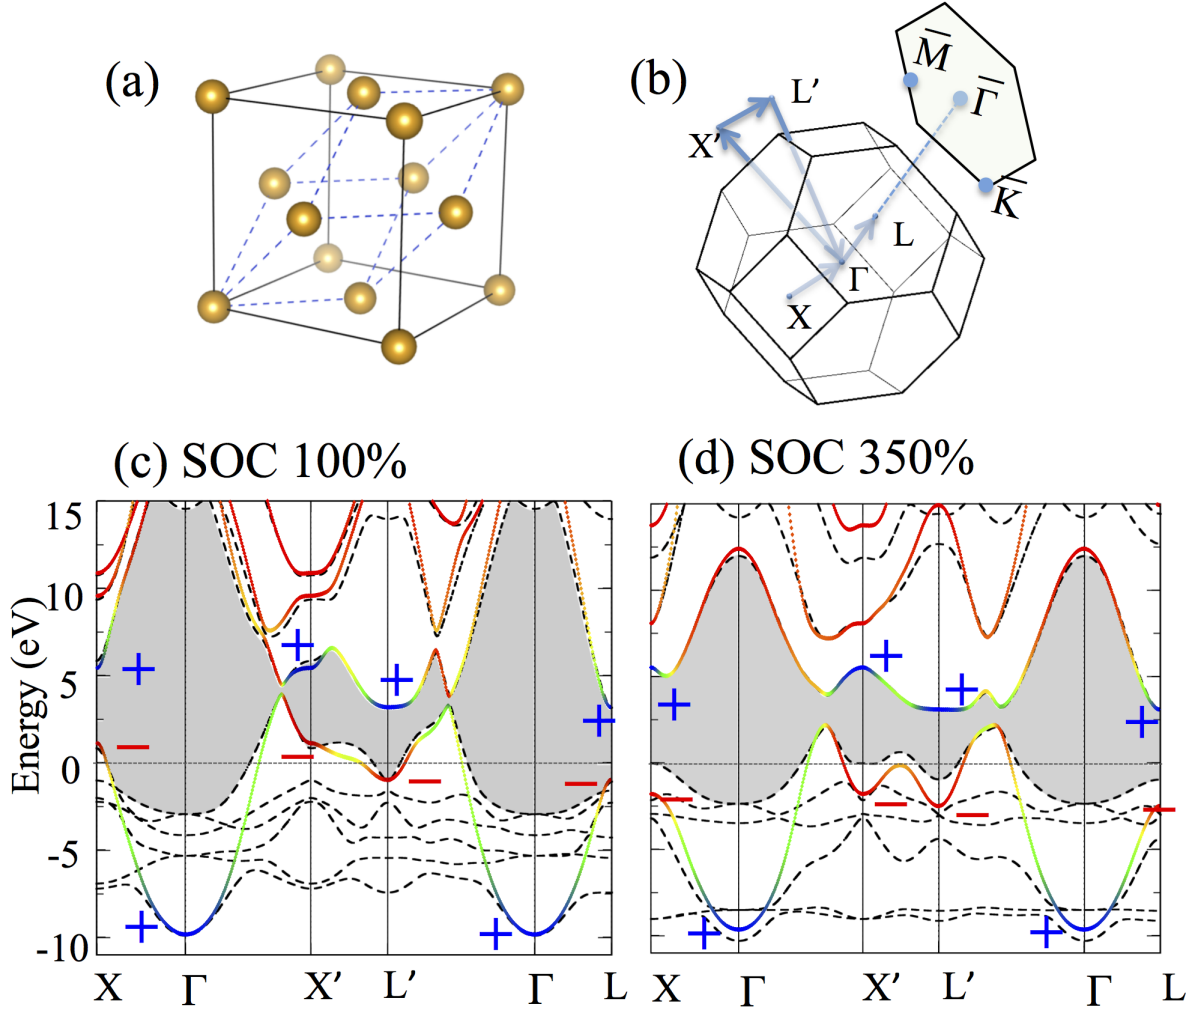 (a)
(b)
M̅
L'
Γ̅
X'
K̅
L
Γ
X
(c) SOC 100%
(d) SOC 350%
Energy (eV)
15
10
5
0
-5
-10
+
+
+
+
−
−
−
−
+
+
+
+
+
+
−
−
−
−
+
+
X Γ X' L' Γ L
X Γ X' L' Γ L